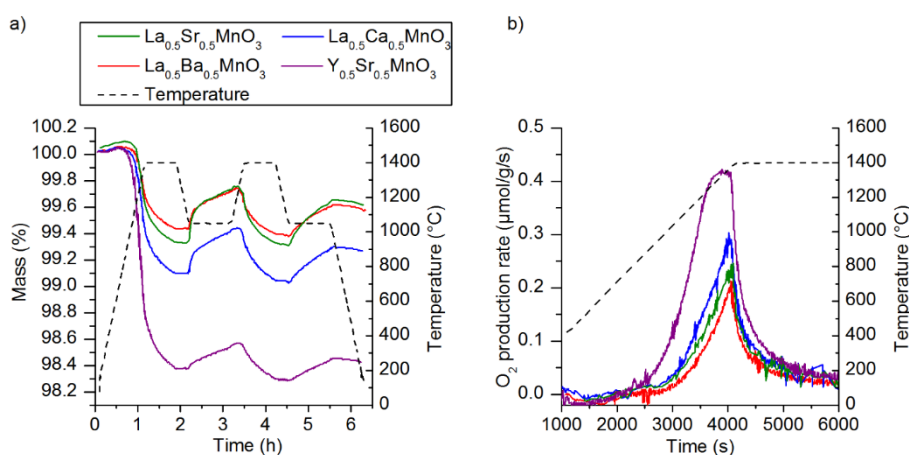 a)
La0.5Sr0.5MnO3 La0.5Ca0.5MnO3
La0.5Ba0.5MnO3 Y0.5Sr0.5MnO3
Temperature
100.2
100.0
99.8
99.6
99.4
99.2
99.0
98.8
98.6
98.4
98.2
Mass (%)
0 1 2 3 4 5 6
Time (h)
1600
1400
1200
1000
800
600
400
200
0
Temperature (°C)
b)
0.5
0.4
0.3
0.2
0.1
0.0
O2 production rate (µmol/g/s)
1000 2000 3000 4000 5000 6000
Time (s)
1600
1400
1200
1000
800
600
400
200
0
Temperature (°C)